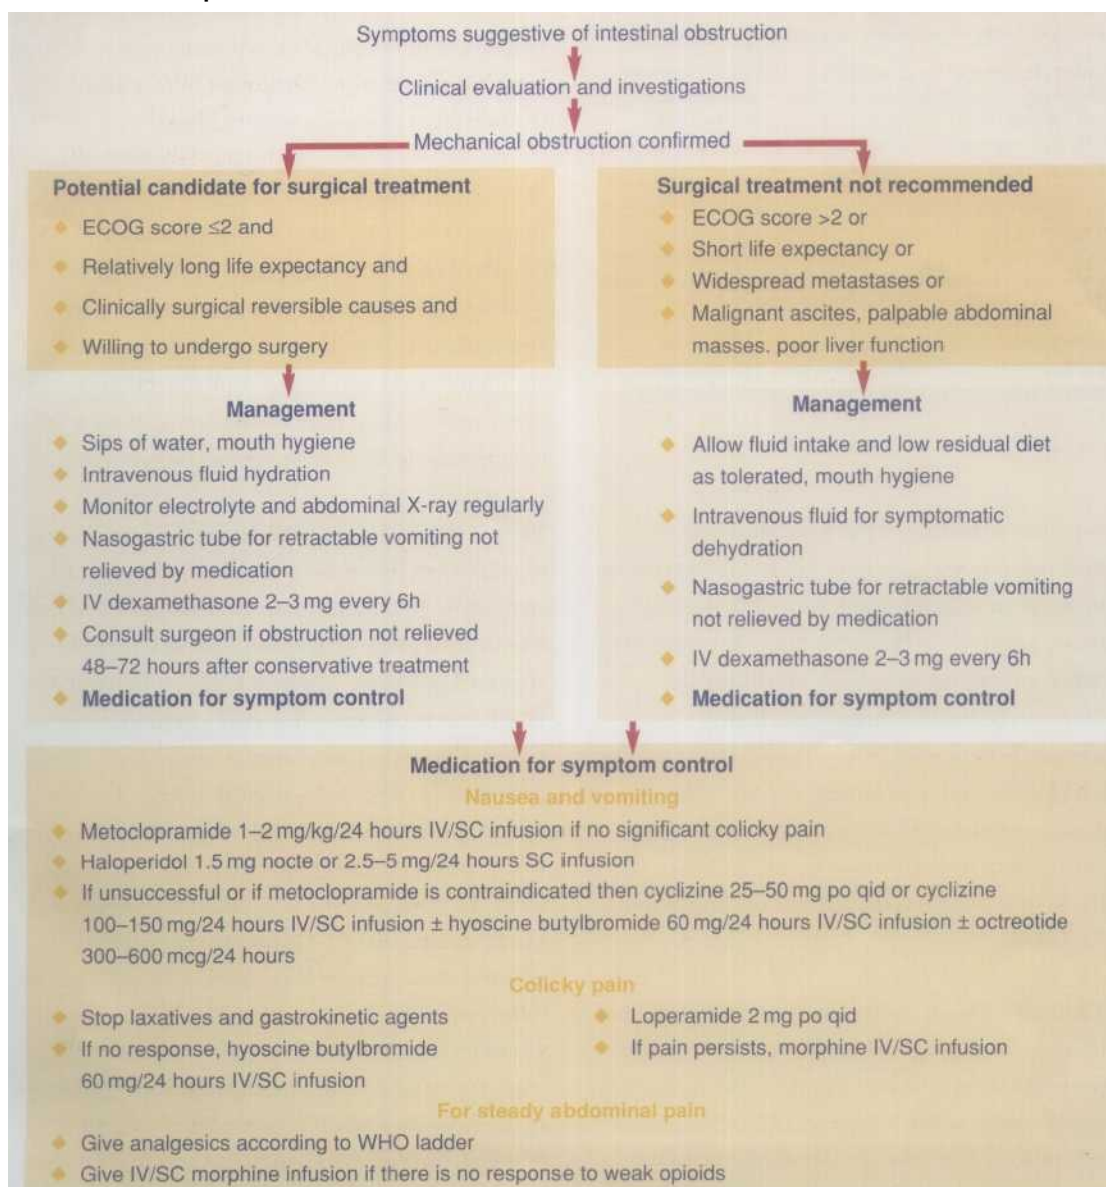 Symptoms suggestive of intestinal obstruction
Clinical evaluation and investigations
Mechanical obstruction confirmed
Potential candidate for surgical treatment
ECOG score ≤2 and
Relatively long life expectancy and
Clinically surgical reversible causes and
Willing to undergo surgery
Surgical treatment not recommended
ECOG score >2 or
Short life expectancy or
Widespread metastases or
Malignant ascites, palpable abdominal
masses. poor liver function
Management
Sips of water, mouth hygiene
Intravenous fluid hydration
Monitor electrolyte and abdominal X-ray regularly
Nasogastric tube for retractable vomiting not
relieved by medication
IV dexamethasone 2–3 mg every 6h
Consult surgeon if obstruction not relieved
48–72 hours after conservative treatment
Medication for symptom control
Management
Allow fluid intake and low residual diet
as tolerated, mouth hygiene
Intravenous fluid for symptomatic
dehydration
Nasogastric tube for retractable vomiting
not relieved by medication
IV dexamethasone 2–3 mg every 6h
Medication for symptom control
Medication for symptom control
Nausea and vomiting
Metoclopramide 1–2 mg/kg/24 hours IV/SC infusion if no significant colicky pain
Haloperidol 1.5 mg nocte or 2.5–5 mg/24 hours SC infusion
If unsuccessful or if metoclopramide is contraindicated then cyclizine 25–50 mg po qid or cyclizine
100–150 mg/24 hours IV/SC infusion ± hyoscine butylbromide 60 mg/24 hours IV/SC infusion ± octreotide
300–600 mcg/24 hours
Colicky pain
Stop laxatives and gastrokinetic agents
If no response, hyoscine butylbromide
60 mg/24 hours IV/SC infusion
Loperamide 2 mg po qid
If pain persists, morphine IV/SC infusion
For steady abdominal pain
Give analgesics according to WHO ladder
Give IV/SC morphine infusion if there is no response to weak opioids